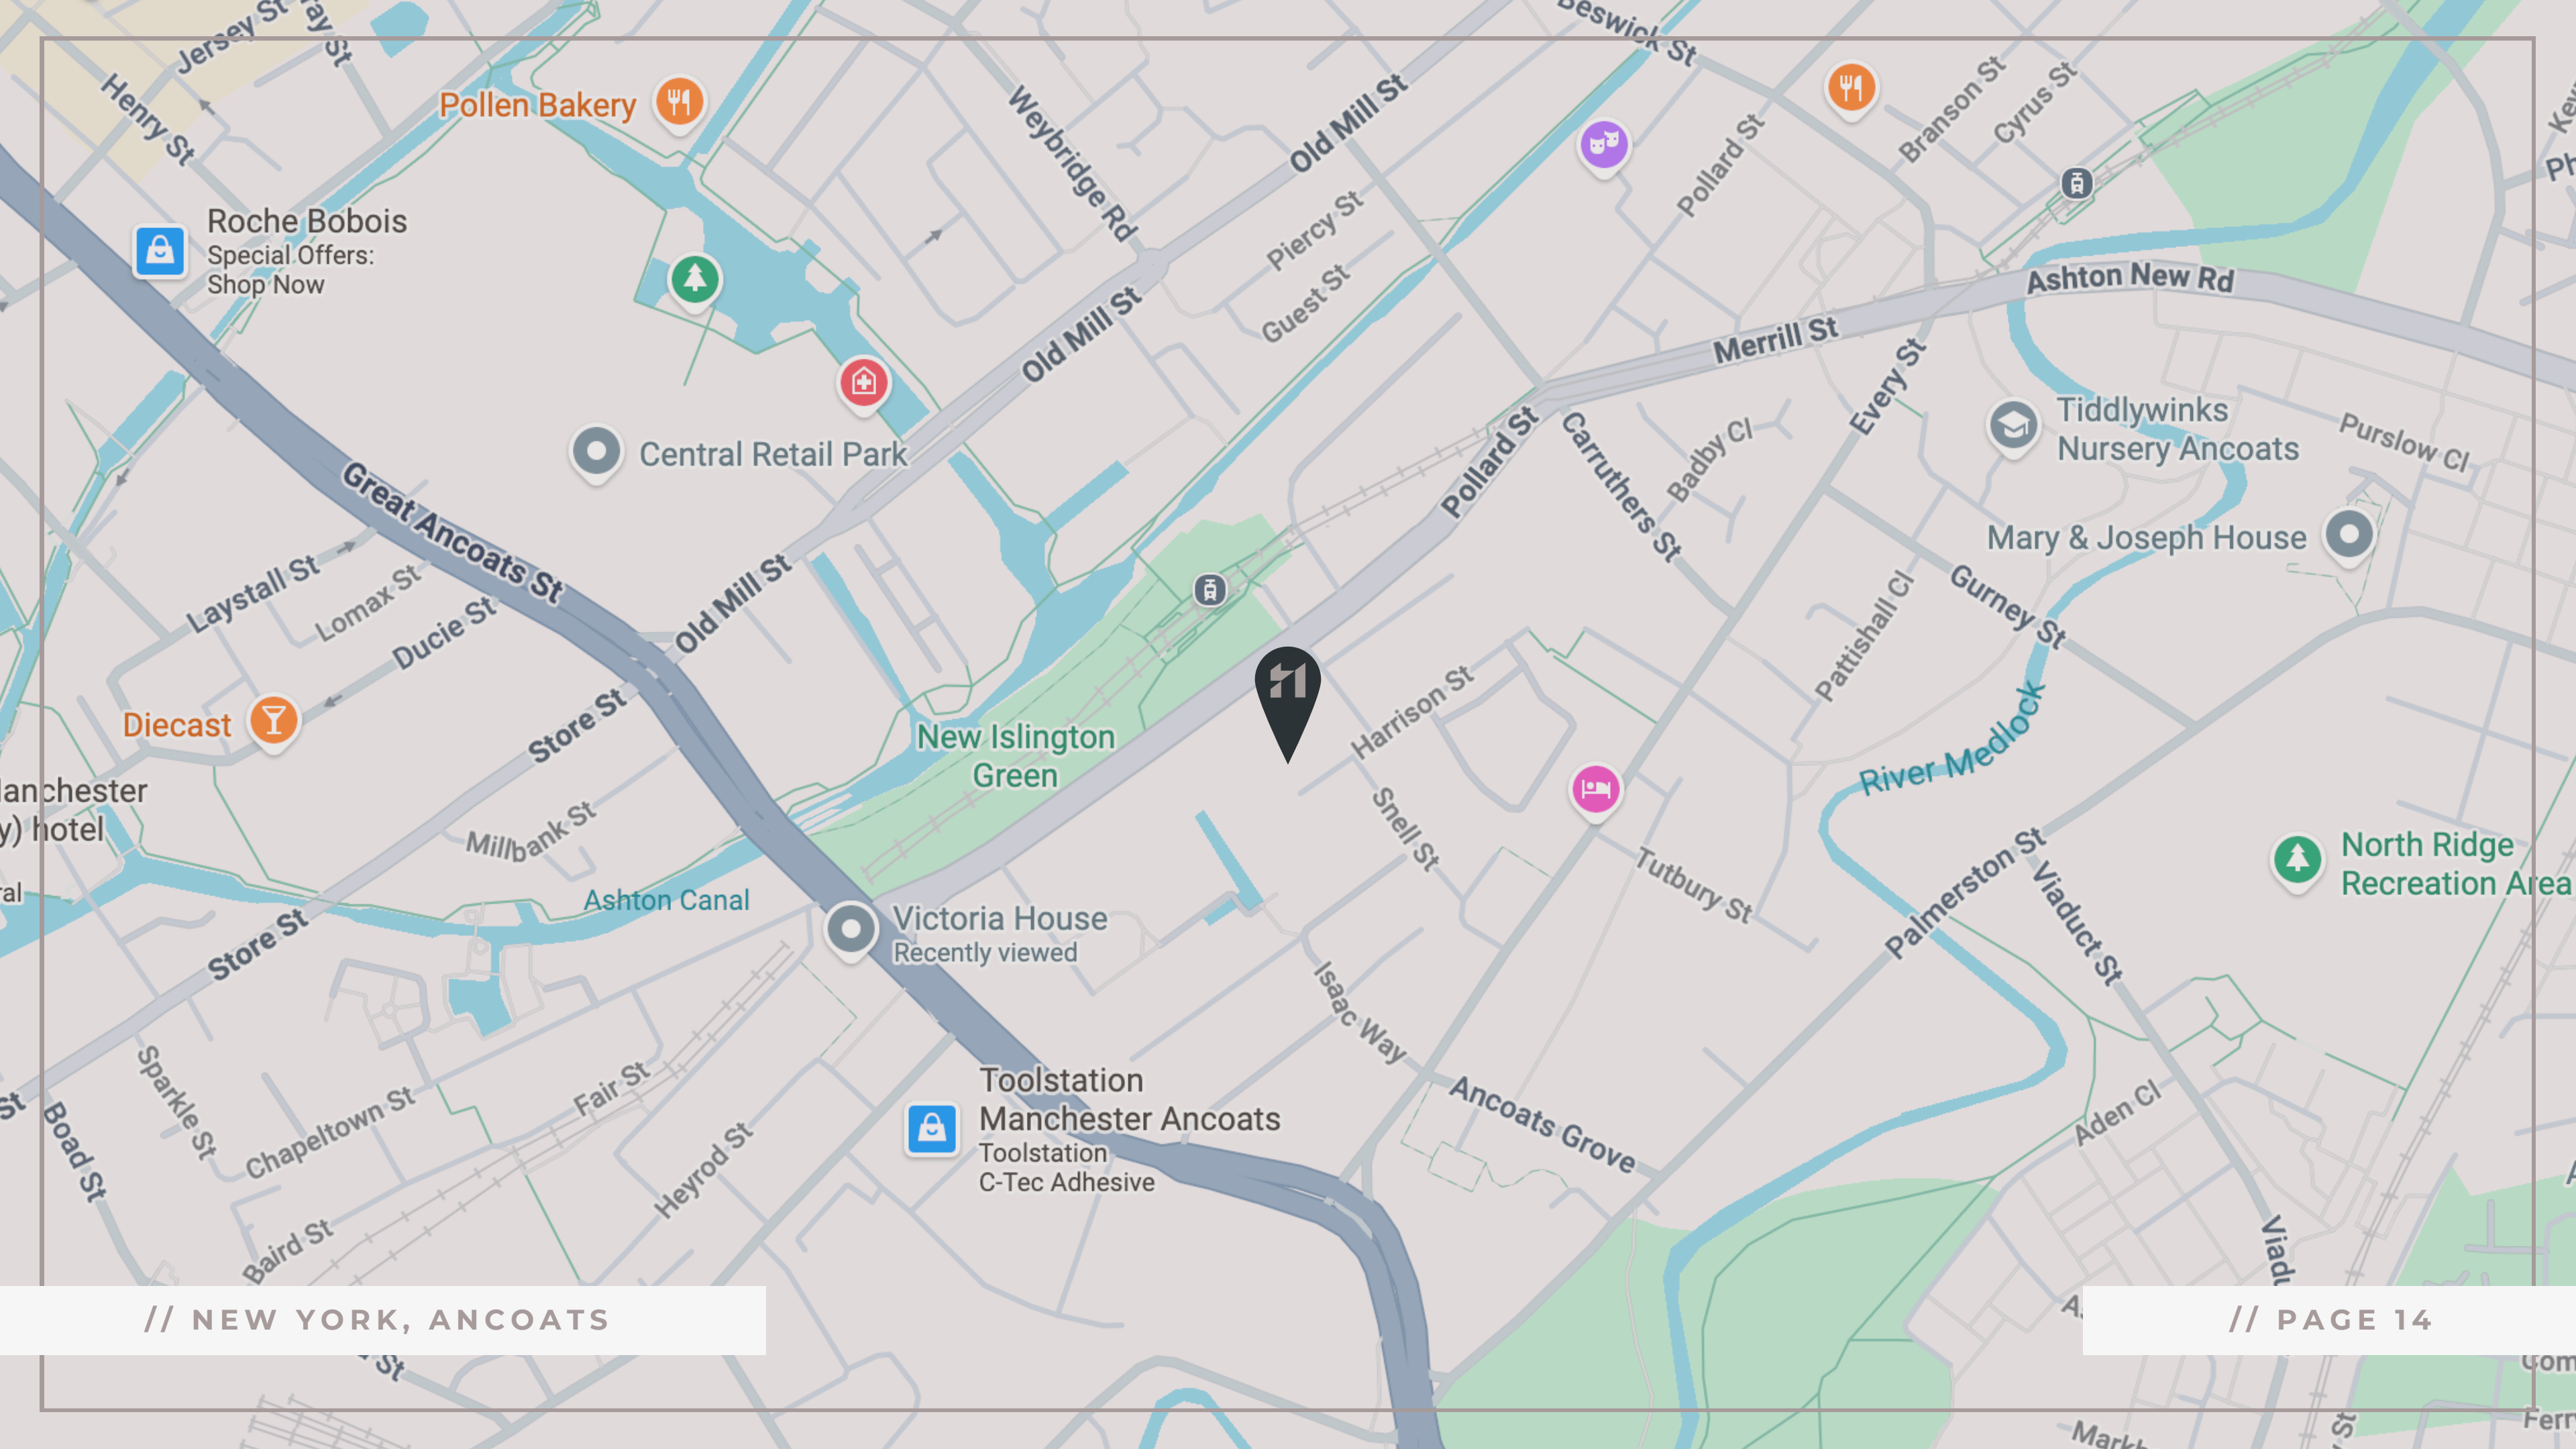 Beswick St
Jersey St
Henry St
Pollen Bakery
Weybridge Rd
Old Mill St
Branson St
Cyrus St
Pollard St
Roche Bobois
Special Offers:
Shop Now
Piercy St
Guest St
Old Mill St
Ashton New Rd
Merrill St
Every St
Central Retail Park
Pollard St
Carruthers St
Badby Cl
Tiddlywinks
Nursery Ancoats
Purslow Cl
Great Ancoats St
Mary & Joseph House
Laystall St
Lomax St
Ducie St
Old Mill St
Gurney St
Pattishall Cl
Diecast
Store St
New Islington
Green
Harrison St
River Medlock
Millbank St
Snell St
Tutbury St
hotel
North Ridge
Recreation Area
Ashton Canal
Victoria House
Recently viewed
Palmerston St
Viaduct St
Store St
Isaac Way
Sparkle St
Chapeltown St
Fair St
Heyrod St
Toolstation
Manchester Ancoats
Toolstation
C-Tec Adhesive
Ancoats Grove
Aden Cl
Boad St
Baird St
// NEW YORK, ANCOATS
// PAGE 14